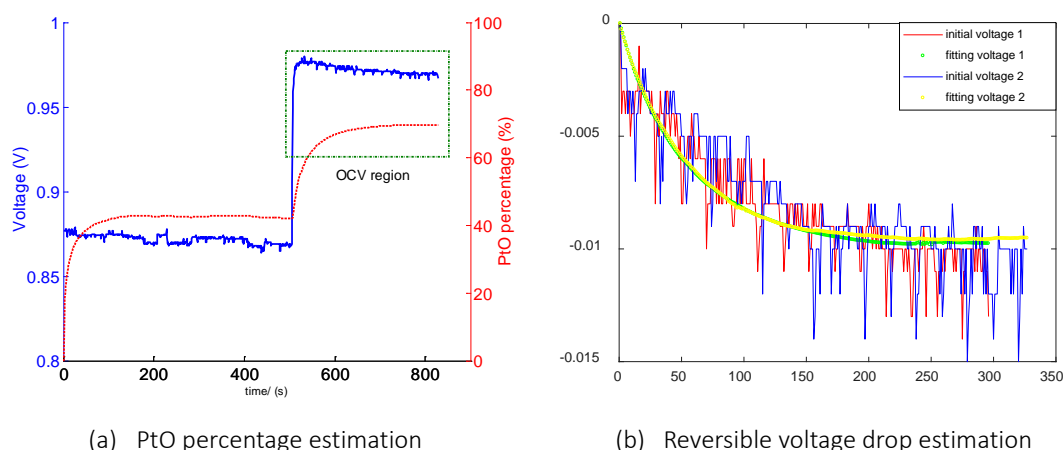 1
0.95
0.9
0.85
0.8
Voltage (V)
100
80
60
40
20
0
PtO percentage (%)
OCV region
0
200
400
600
800
time/ (s)
(a) PtO percentage estimation
0
-0.005
-0.01
-0.015
initial voltage 1
fitting voltage 1
initial voltage 2
fitting voltage 2
0
50
100
150
200
250
300
350
(b) Reversible voltage drop estimation